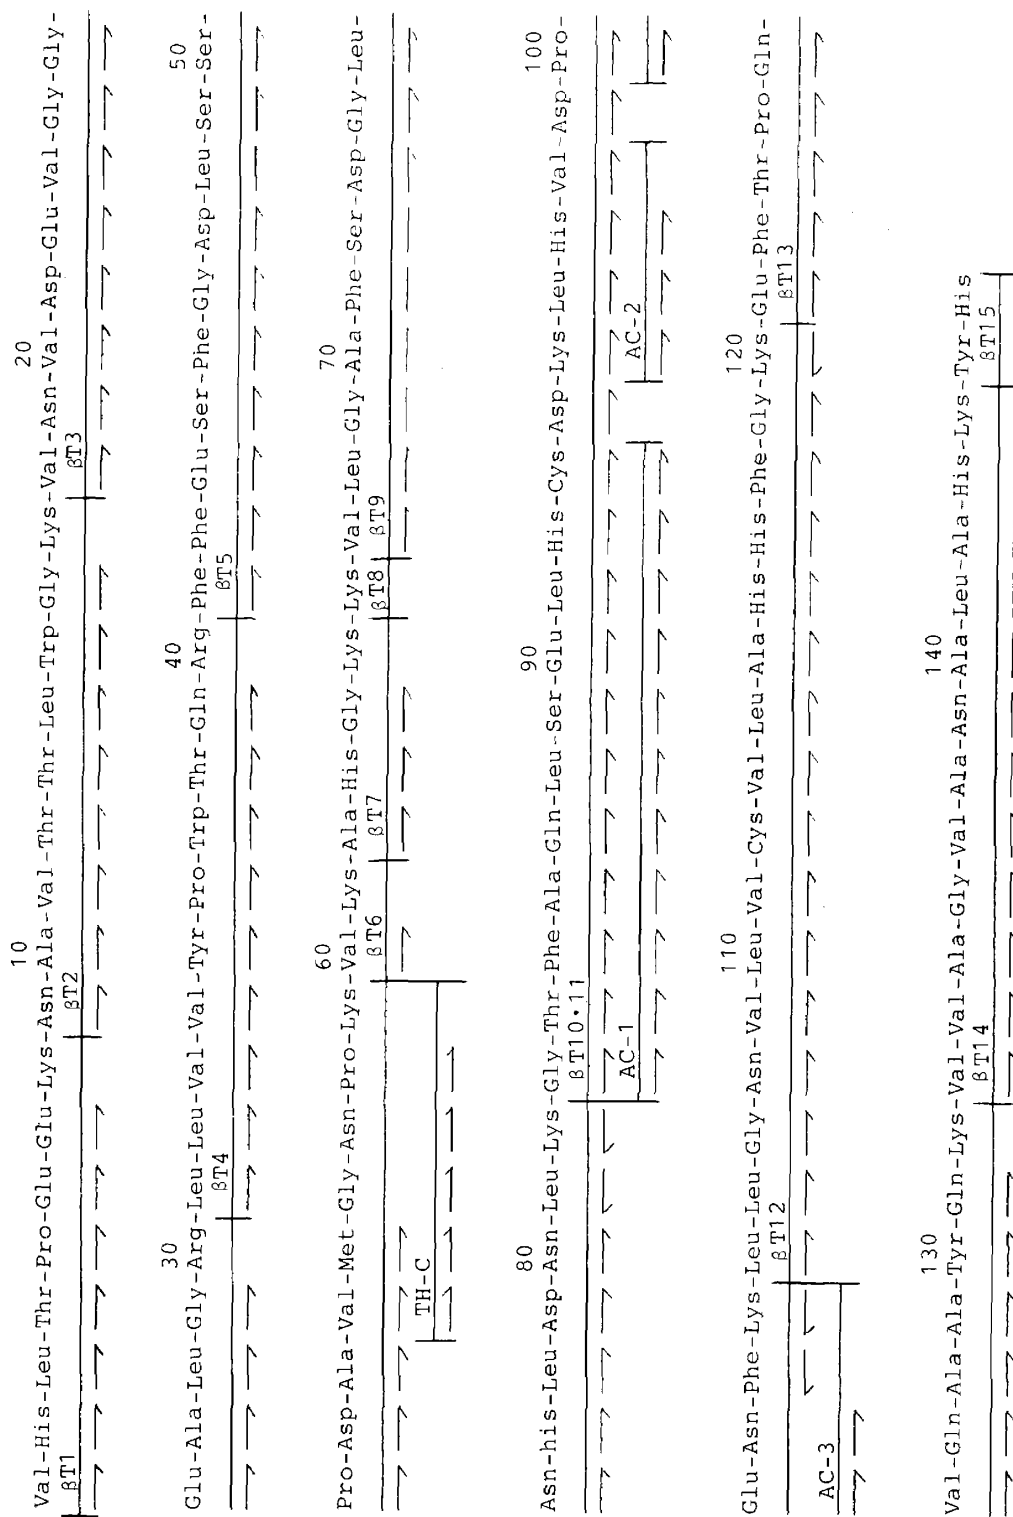 10 20
Val-His-Leu-Thr-Pro-Glu-Glu-Lys-Asn-Ala-Val-Thr-Thr-Leu-Trp-Gly-Lys-Val-Asn-Val-Asp-Glu-Val-Gly-Gly-
βT1 βT2 βT3
30 40 50
Glu-Ala-Leu-Gly-Arg-Leu-Leu-Val-Val-Tyr-Pro-Trp-Thr-Gln-Arg-Phe-Phe-Glu-Ser-Phe-Gly-Asp-Leu-Ser-Ser-
βT4 βT5
60 70
Pro-Asp-Ala-Val-Met-Gly-Asn-Pro-Lys-Val-Lys-Ala-His-Gly-Lys-Lys-Val-Leu-Gly-Ala-Phe-Ser-Asp-Gly-Leu-
βT6 βT7 βT8 βT9
TH-C
80 90 100
Asn-his-Leu-Asp-Asn-Leu-Lys-Gly-Thr-Phe-Ala-Gln-Leu-Ser-Glu-Leu-His-Cys-Asp-Lys-Leu-His-Val-Asp-Pro-
βT10·11
AC-1 AC-2
110 120
Glu-Asn-Phe-Lys-Leu-Leu-Gly-Asn-Val-Leu-Val-Cys-Val-Leu-Ala-His-His-Phe-Gly-Lys-Glu-Phe-Thr-Pro-Gln-
βT12 βT13
AC-3
130 140
Val-Gln-Ala-Ala-Tyr-Gln-Lys-Val-Val-Ala-Gly-Val-Ala-Asn-Ala-Leu-Ala-His-Lys-Tyr-His
βT14 βT15